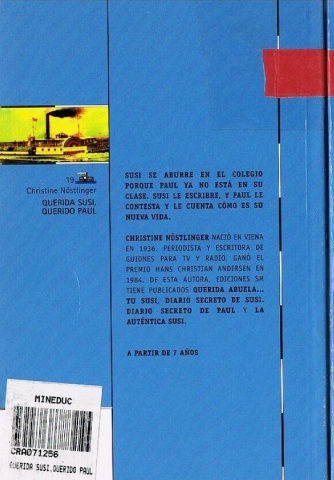 19
Christine Nöstlinger
QUERIDA SUSI,
QUERIDO PAUL
SUSI SE ABURRE EN EL COLEGIO
PORQUE PAUL YA NO ESTÁ EN SU
CLASE. SUSI LE ESCRIBRE, Y PAUL LE
CONTESTA Y LE CUENTA CÓMO ES SU
NUEVA VIDA.
CHRISTINE NÖSTLINGER NACIÓ EN VIENA
EN 1936. PERIODISTA Y ESCRITORA DE
GUIONES PARA TV Y RADIO, GANÓ EL
PREMIO HANS CHRISTIAN ANDERSEN EN
1984. DE ESTA AUTORA, EDICIONES SM
TIENE PUBLICADOS QUERIDA ABUELA...
TU SUSI, DIARIO SECRETO DE SUSI.
DIARIO SECRETO DE PAUL Y LA
AUTÉNTICA SUSI.
A PARTIR DE 7 AÑOS
MINEDUC
CRA071256
QUERIDA SUSI,QUERIDO PAUL